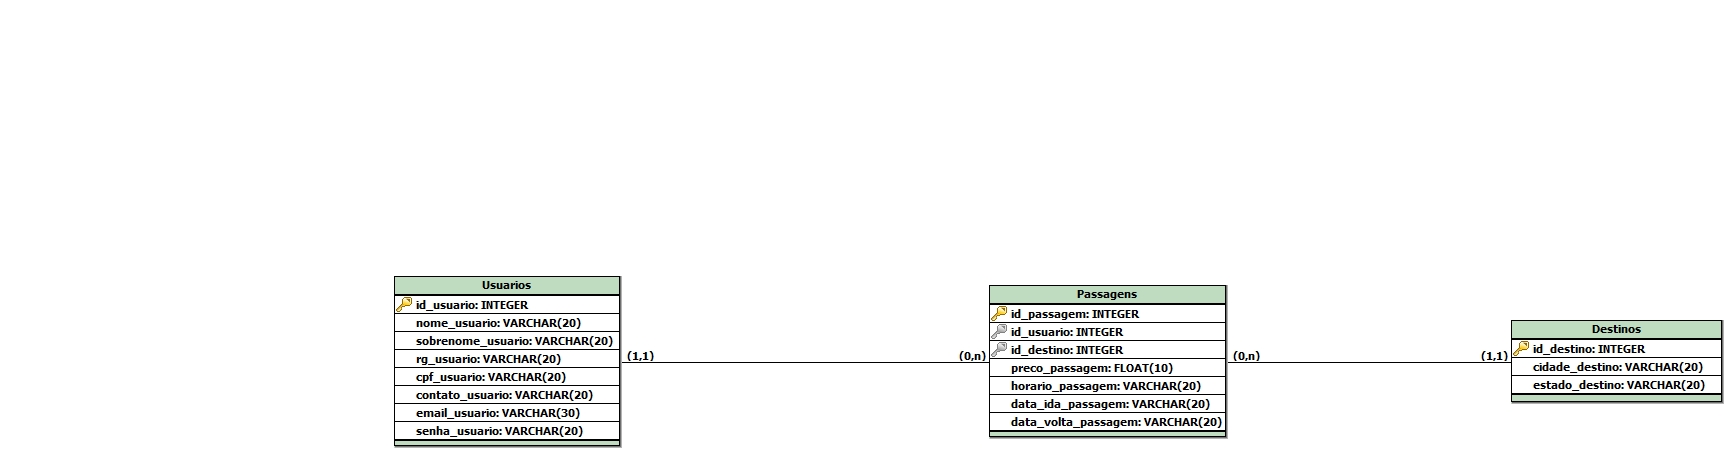 Usuarios
id_usuario: INTEGER
nome_usuario: VARCHAR(20)
sobrenome_usuario: VARCHAR(20)
rg_usuario: VARCHAR(20)
cpf_usuario: VARCHAR(20)
contato_usuario: VARCHAR(20)
email_usuario: VARCHAR(30)
senha_usuario: VARCHAR(20)
(1,1)
(0,n)
Passagens
id_passagem: INTEGER
id_usuario: INTEGER
id_destino: INTEGER
preco_passagem: FLOAT(10)
horario_passagem: VARCHAR(20)
data_ida_passagem: VARCHAR(20)
data_volta_passagem: VARCHAR(20)
(0,n)
(1,1)
Destinos
id_destino: INTEGER
cidade_destino: VARCHAR(20)
estado_destino: VARCHAR(20)